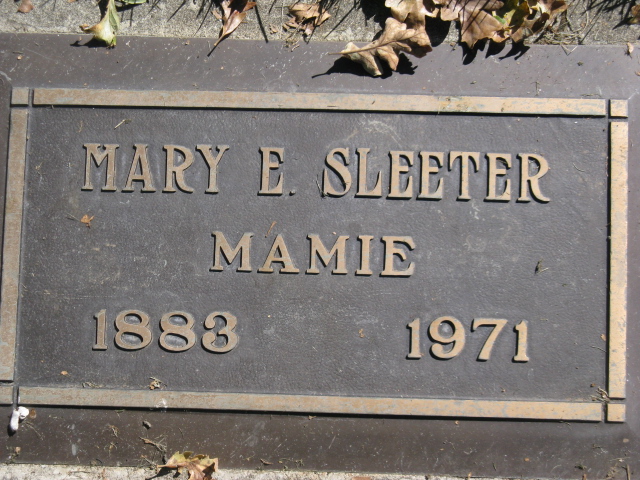 MARY E. SLEETER
MAMIE
1883 1971